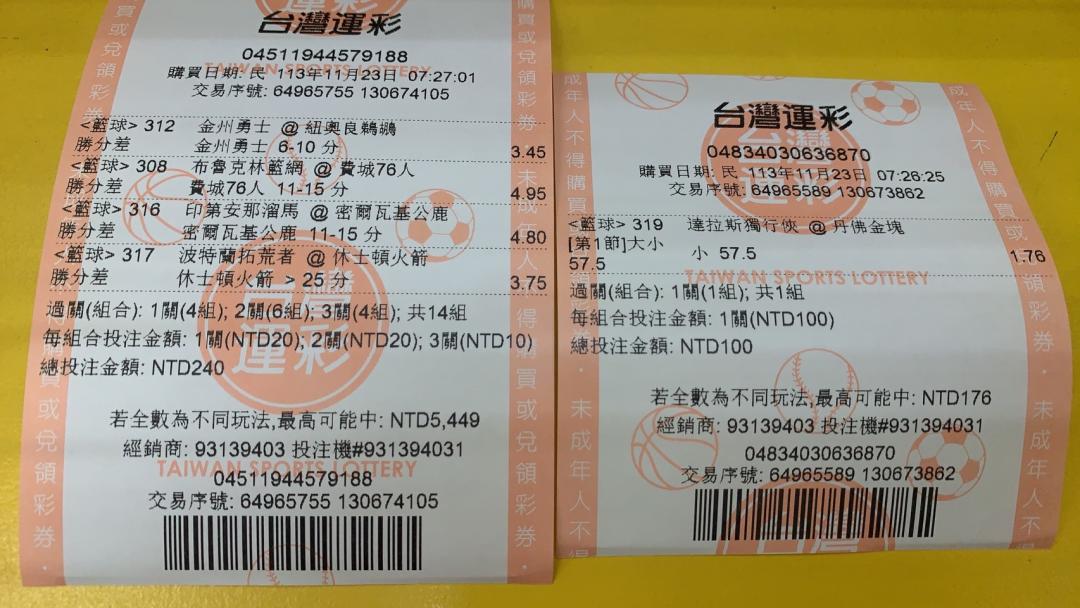 台灣運彩
04511944579188
TAIWAN SPORTS LOTTERY
購買日期: 民 113年11月23日 07:27:01
交易序號: 64965755 130674105
<籃球> 312 金州勇士 @ 紐奧良鵜鶘
勝分差 金州勇士 6-10 分 3.45
<籃球> 308 布魯克林籃網 @ 費城76人
勝分差 費城76人 11-15 分 4.95
<籃球> 316 印第安那溜馬 @ 密爾瓦基公鹿
勝分差 密爾瓦基公鹿 11-15 分 4.80
<籃球> 317 波特蘭拓荒者 @ 休士頓火箭
勝分差 休士頓火箭 > 25 分 3.75
過關(組合): 1關(4組); 2關(6組); 3關(4組); 共14組
每組合投注金額: 1關(NTD20); 2關(NTD20); 3關(NTD10)
總投注金額: NTD240
若全數為不同玩法,最高可能中: NTD5,449
經銷商: 93139403 投注機#931394031
TAIWAN SPORTS LOTTERY
04511944579188
交易序號: 64965755 130674105
台灣運彩
04834030636870
購買日期: 民 113年11月23日 07:26:25
交易序號: 64965589 130673862
<籃球> 319 達拉斯獨行俠 @ 丹佛金塊
[第1節]大小
57.5 小 57.5 1.76
TAIWAN SPORTS LOTTERY
過關(組合): 1關(1組); 共1組
每組合投注金額: 1關(NTD100)
總投注金額: NTD100
若全數為不同玩法,最高可能中: NTD176
經銷商: 93139403 投注機#931394031
04834030636870
交易序號: 64965589 130673862